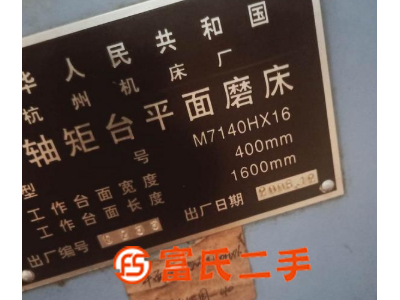 华人民共和国
杭州机床厂
轴矩台平面磨床
型号 M7140HX16
工作台面宽度 400mm
工作台面长度 1600mm
出厂编号 出厂日期
富氏二手